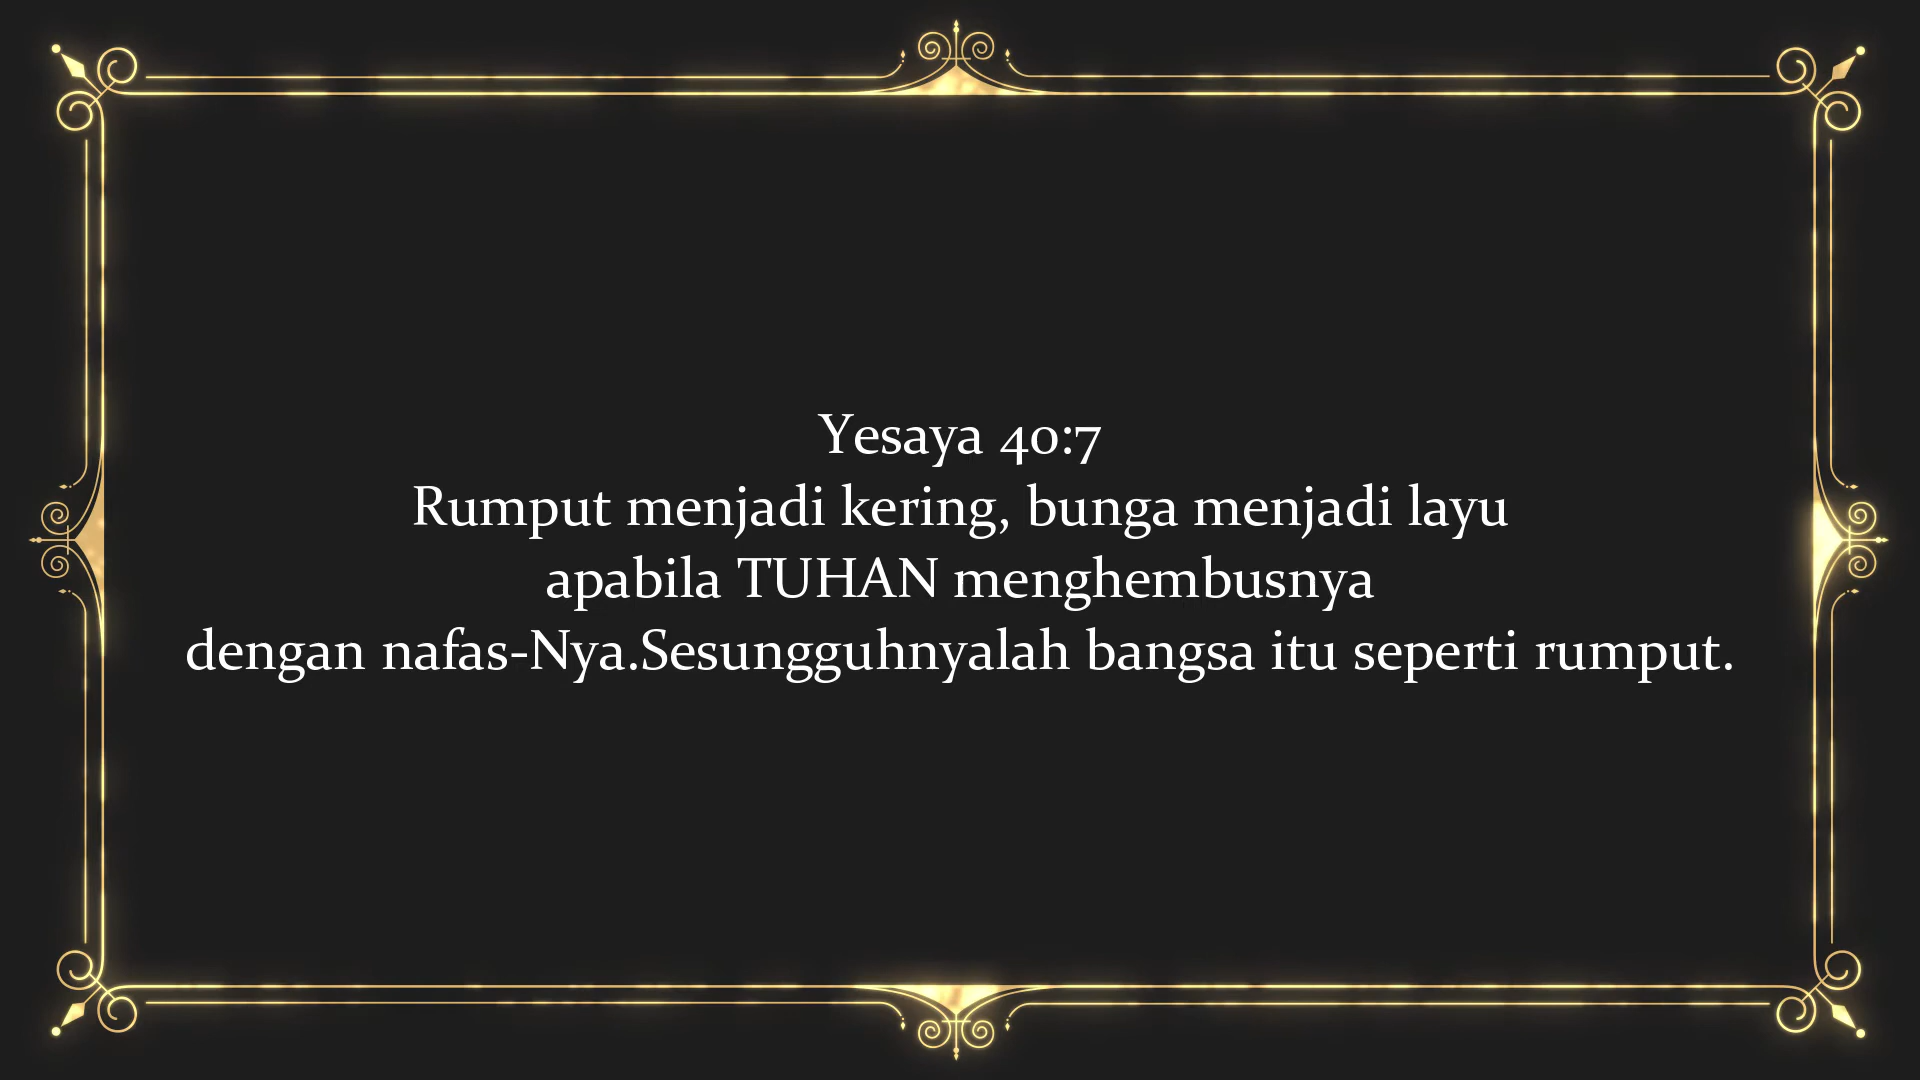 Yesaya 40:7
Rumput menjadi kering, bunga menjadi layu
apabila TUHAN menghembusnya
dengan nafas-Nya.Sesungguhnyalah bangsa itu seperti rumput.